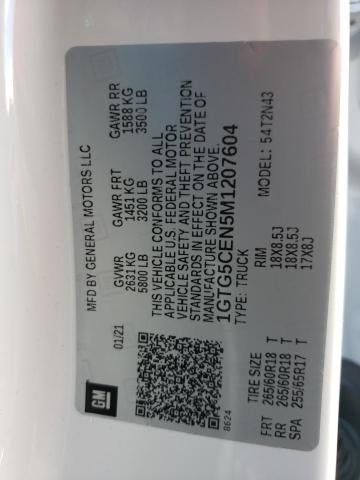 GM
MFD BY GENERAL MOTORS LLC
01/21
GVWR GAWR FRT GAWR RR
2631 KG 1451 KG 1588 KG
5800 LB 3200 LB 3500 LB
THIS VEHICLE CONFORMS TO ALL
APPLICABLE U.S. FEDERAL MOTOR
VEHICLE SAFETY AND THEFT PREVENTION
STANDARDS IN EFFECT ON THE DATE OF
MANUFACTURE SHOWN ABOVE.
1GTG5CEN5M1207604
8624
TYPE: TRUCK MODEL: 54T2N43
TIRE SIZE RIM
FRT 265/60R18 T 18X8.5J
RR 265/60R18 T 18X8.5J
SPA 255/65R17 T 17X8J